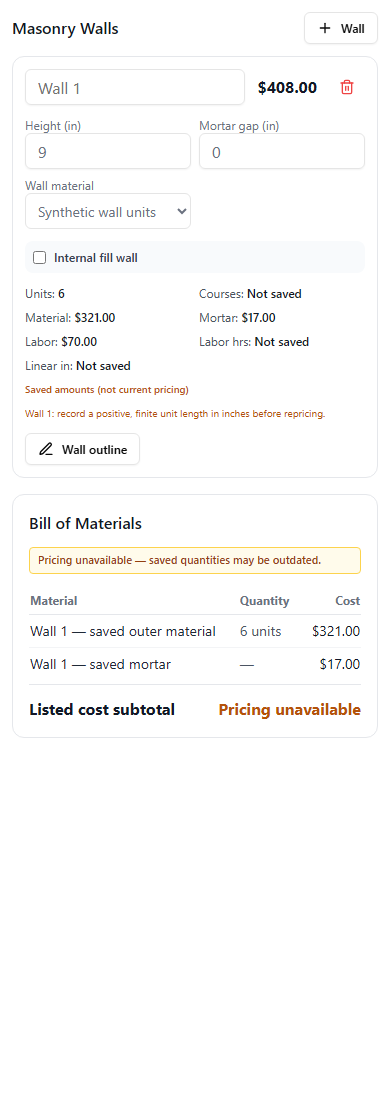 Masonry Walls
Wall
Wall 1
$408.00
Height (in)
Mortar gap (in)
9
0
Wall material
Synthetic wall units
Internal fill wall
Units: 6
Courses: Not saved
Material: $321.00
Mortar: $17.00
Labor: $70.00
Labor hrs: Not saved
Linear in: Not saved
Saved amounts (not current pricing)
Wall 1: record a positive, finite unit length in inches before repricing.
Wall outline
Bill of Materials
Pricing unavailable — saved quantities may be outdated.
Material Quantity Cost
Wall 1 — saved outer material 6 units $321.00
Wall 1 — saved mortar — $17.00
Listed cost subtotal Pricing unavailable